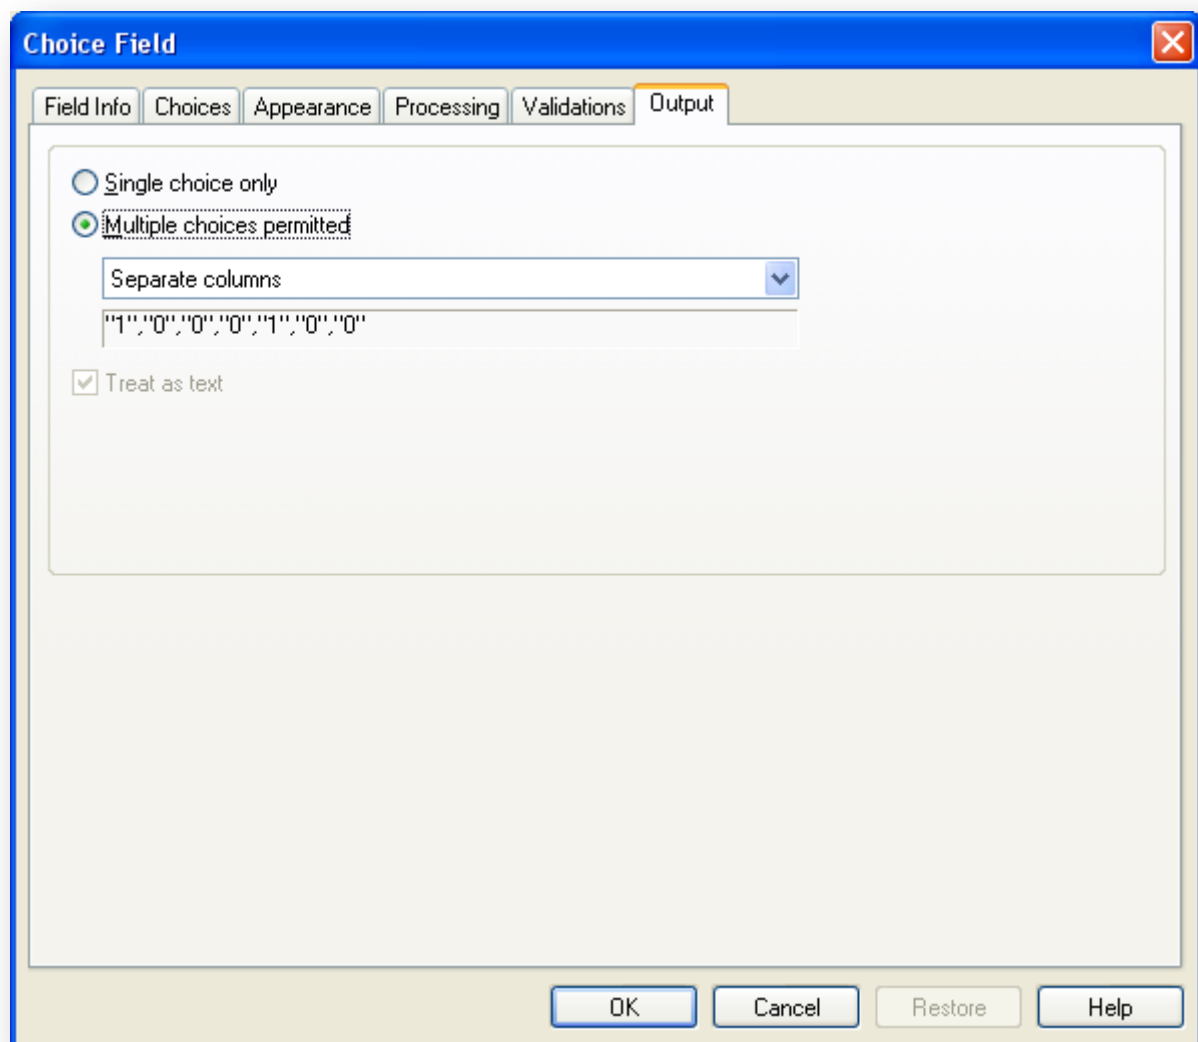 Choice Field
Field Info Choices Appearance Processing Validations Output
Single choice only
Multiple choices permitted
Separate columns
"1","0","0","0","1","0","0"
Treat as text
OK Cancel Restore Help